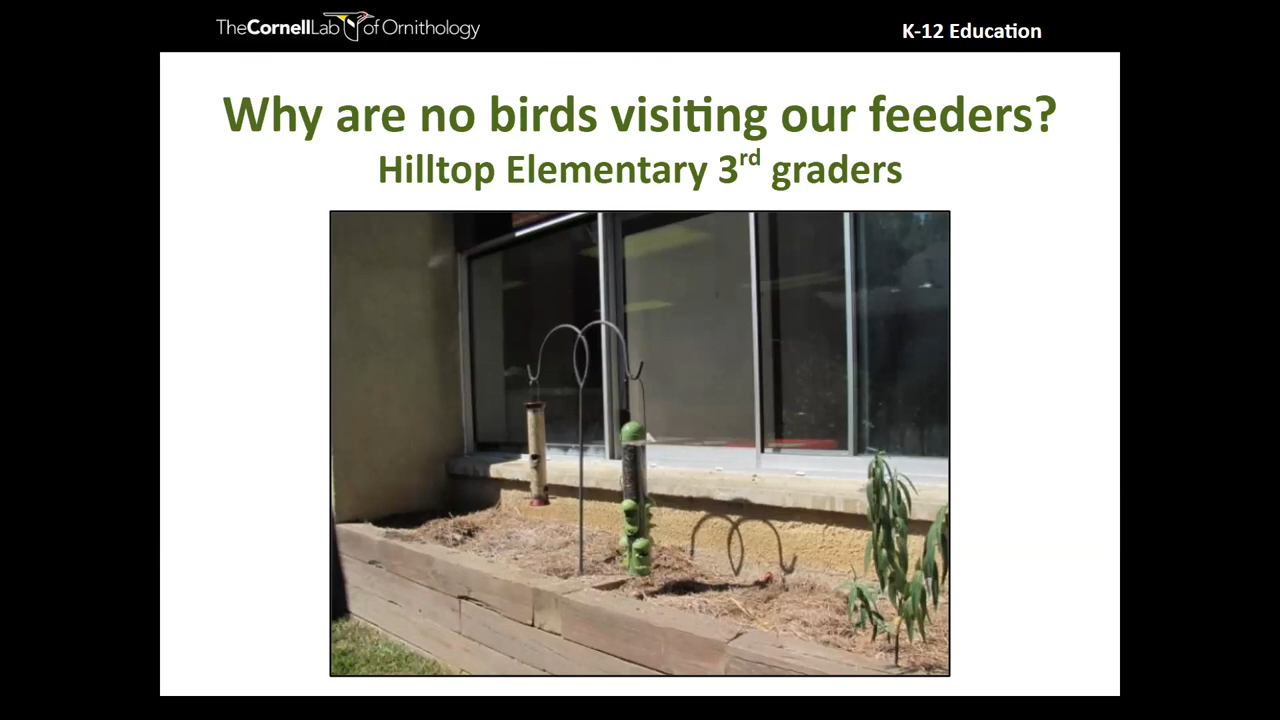 TheCornellLab of Ornithology
K-12 Education
Why are no birds visiting our feeders?
Hilltop Elementary 3rd graders